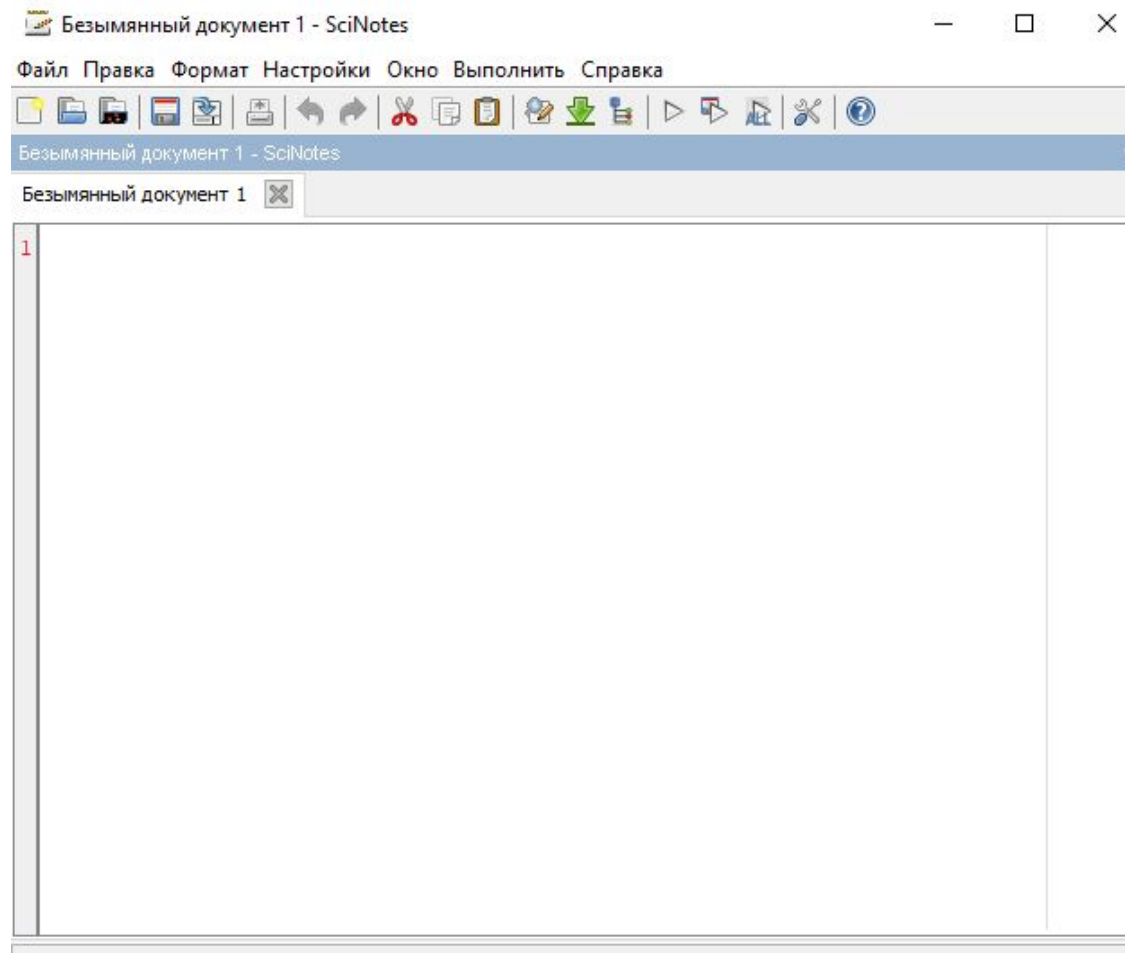 Безымянный документ 1 - SciNotes
Файл Правка Формат Настройки Окно Выполнить Справка
Безымянный документ 1 - SciNotes
Безымянный документ 1
1